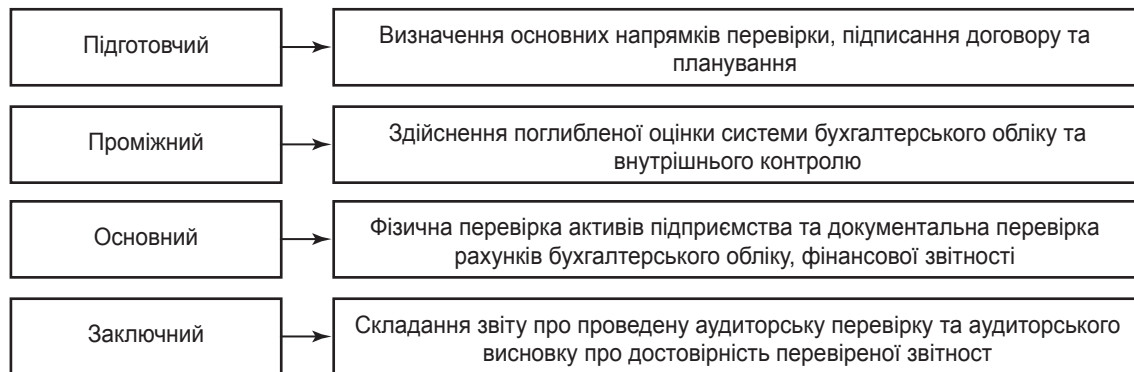 Підготовчий
Визначення основних напрямків перевірки, підписання договору та
планування
Проміжний
Здійснення поглибленої оцінки системи бухгалтерського обліку та
внутрішнього контролю
Основний
Фізична перевірка активів підприємства та документальна перевірка
рахунків бухгалтерського обліку, фінансової звітності
Заключний
Складання звіту про проведену аудиторську перевірку та аудиторського
висновку про достовірність перевіреної звітност